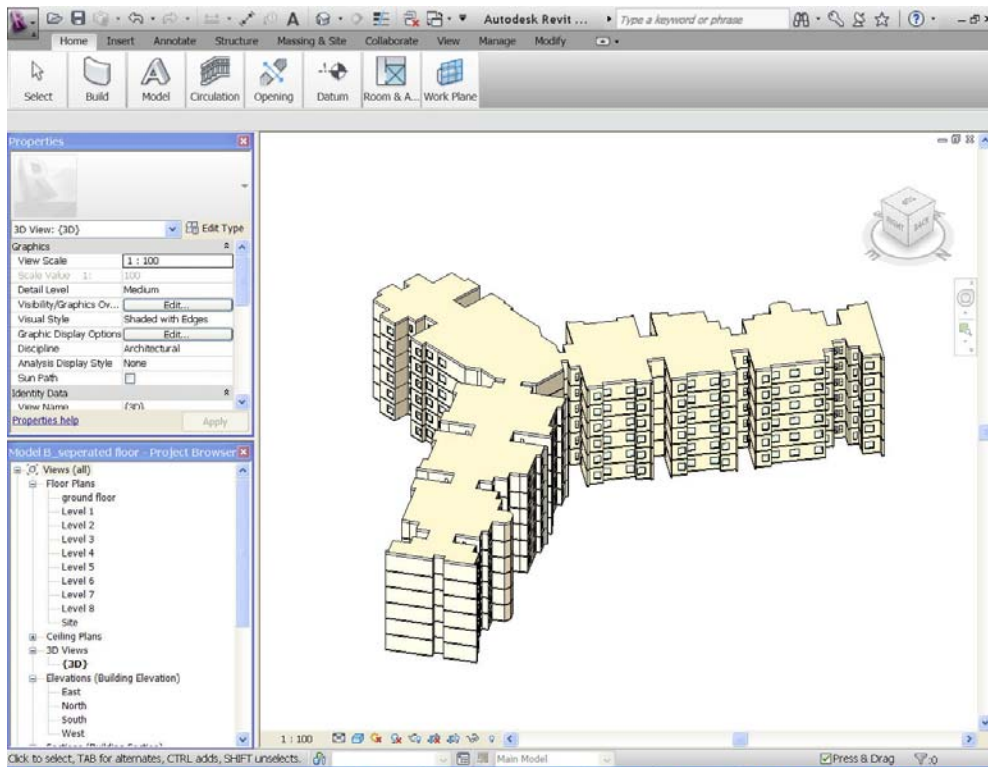 Autodesk Revit ...
Type a keyword or phrase
Home Insert Annotate Structure Massing & Site Collaborate View Manage Modify
Select Build Model Circulation Opening Datum Room & A... Work Plane
Properties
3D View: {3D} Edit Type
Graphics
View Scale 1 : 100
Scale Value 1: 100
Detail Level Medium
Visibility/Graphics Ov... Edit...
Visual Style Shaded with Edges
Graphic Display Options Edit...
Discipline Architectural
Analysis Display Style None
Sun Path
Identity Data
View Name {3D}
Properties help Apply
Model B_seperated floor - Project Browser
Views (all)
Floor Plans
ground floor
Level 1
Level 2
Level 3
Level 4
Level 5
Level 6
Level 7
Level 8
Site
Ceiling Plans
3D Views
{3D}
Elevations (Building Elevation)
East
North
South
West
Sections (Building Section)
BACK
1 : 100
Click to select, TAB for alternates, CTRL adds, SHIFT unselects.
Main Model
Press & Drag
:0